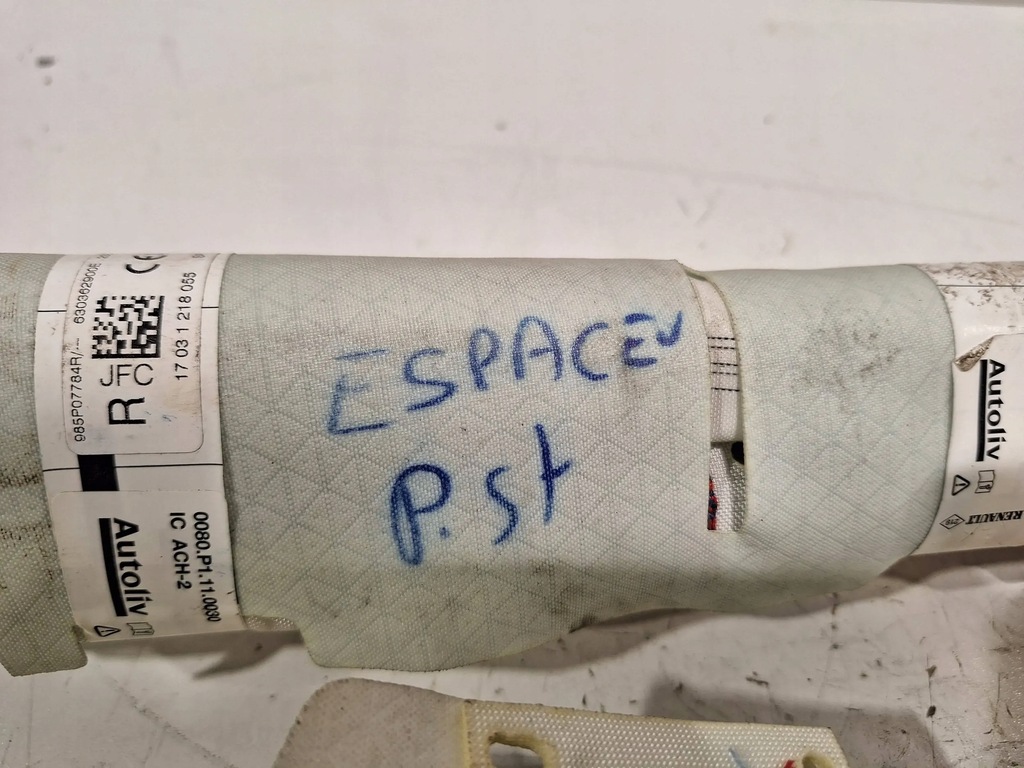 985P07784R/---
630362900E
JFC
R
17 03 1 218 055
0080.P1.11.0030
IC ACH-2
Autoliv
ESPACE V
P. St
Autoliv
RENAULT